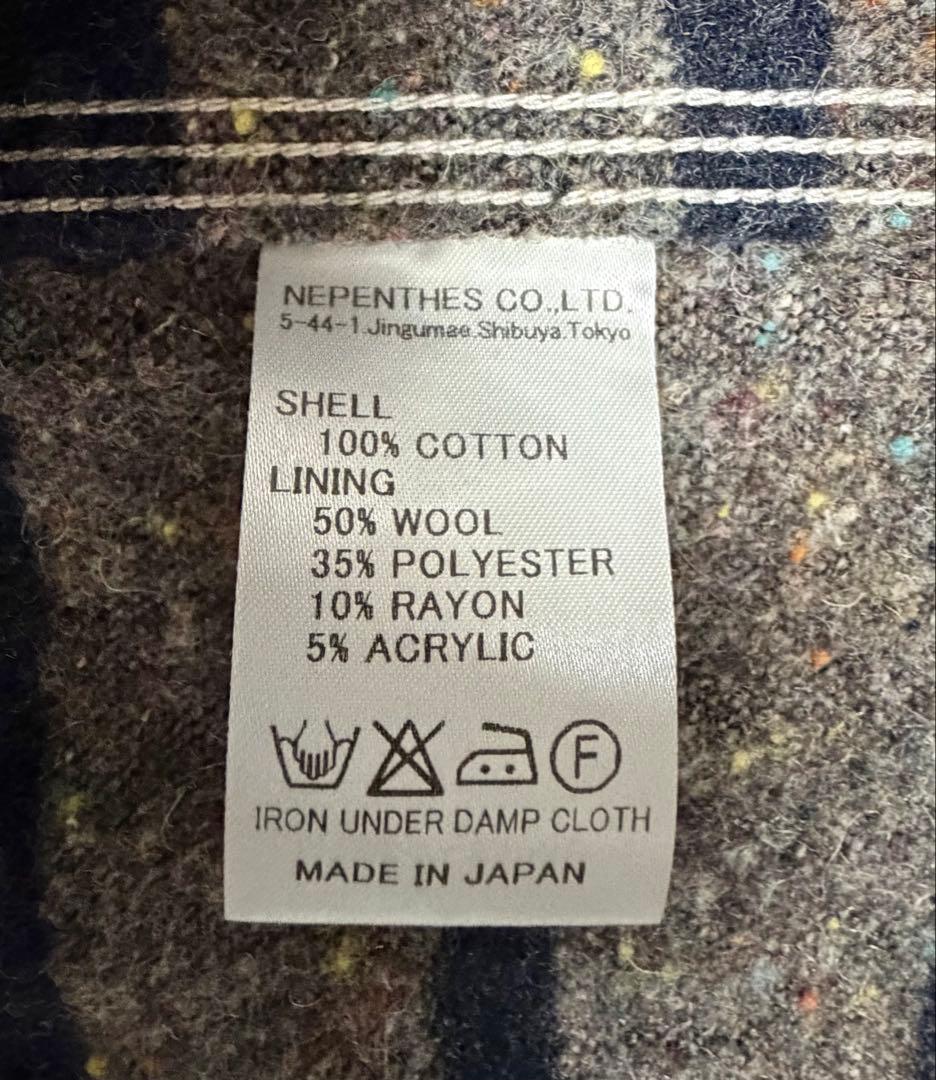 NEPENTHES CO.,LTD.
5-44-1.Jingumae.Shibuya.Tokyo
SHELL
100% COTTON
LINING
50% WOOL
35% POLYESTER
10% RAYON
5% ACRYLIC
F
IRON UNDER DAMP CLOTH
MADE IN JAPAN